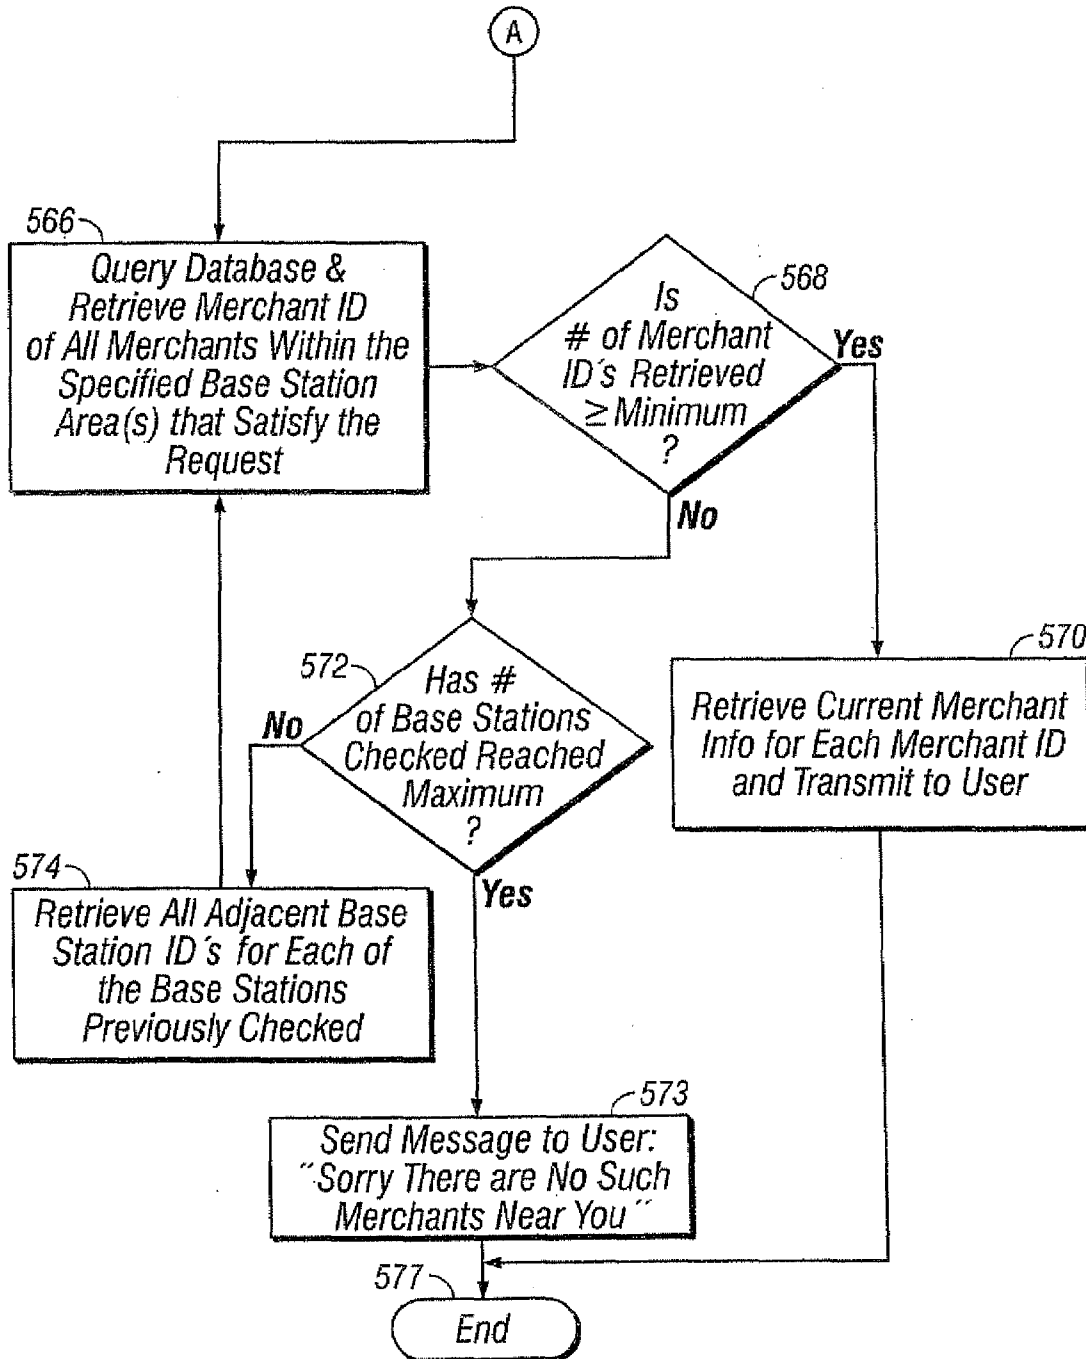 A
566
Query Database &
Retrieve Merchant ID
of All Merchants Within the
Specified Base Station
Area(s) that Satisfy the
Request
568
Is
# of Merchant
ID´s Retrieved
≥ Minimum
?
Yes
No
570
Retrieve Current Merchant
Info for Each Merchant ID
and Transmit to User
572
Has #
of Base Stations
Checked Reached
Maximum
?
No
Yes
574
Retrieve All Adjacent Base
Station ID´s for Each of
the Base Stations
Previously Checked
573
Send Message to User:
˝Sorry There are No Such
Merchants Near You˝
577
End